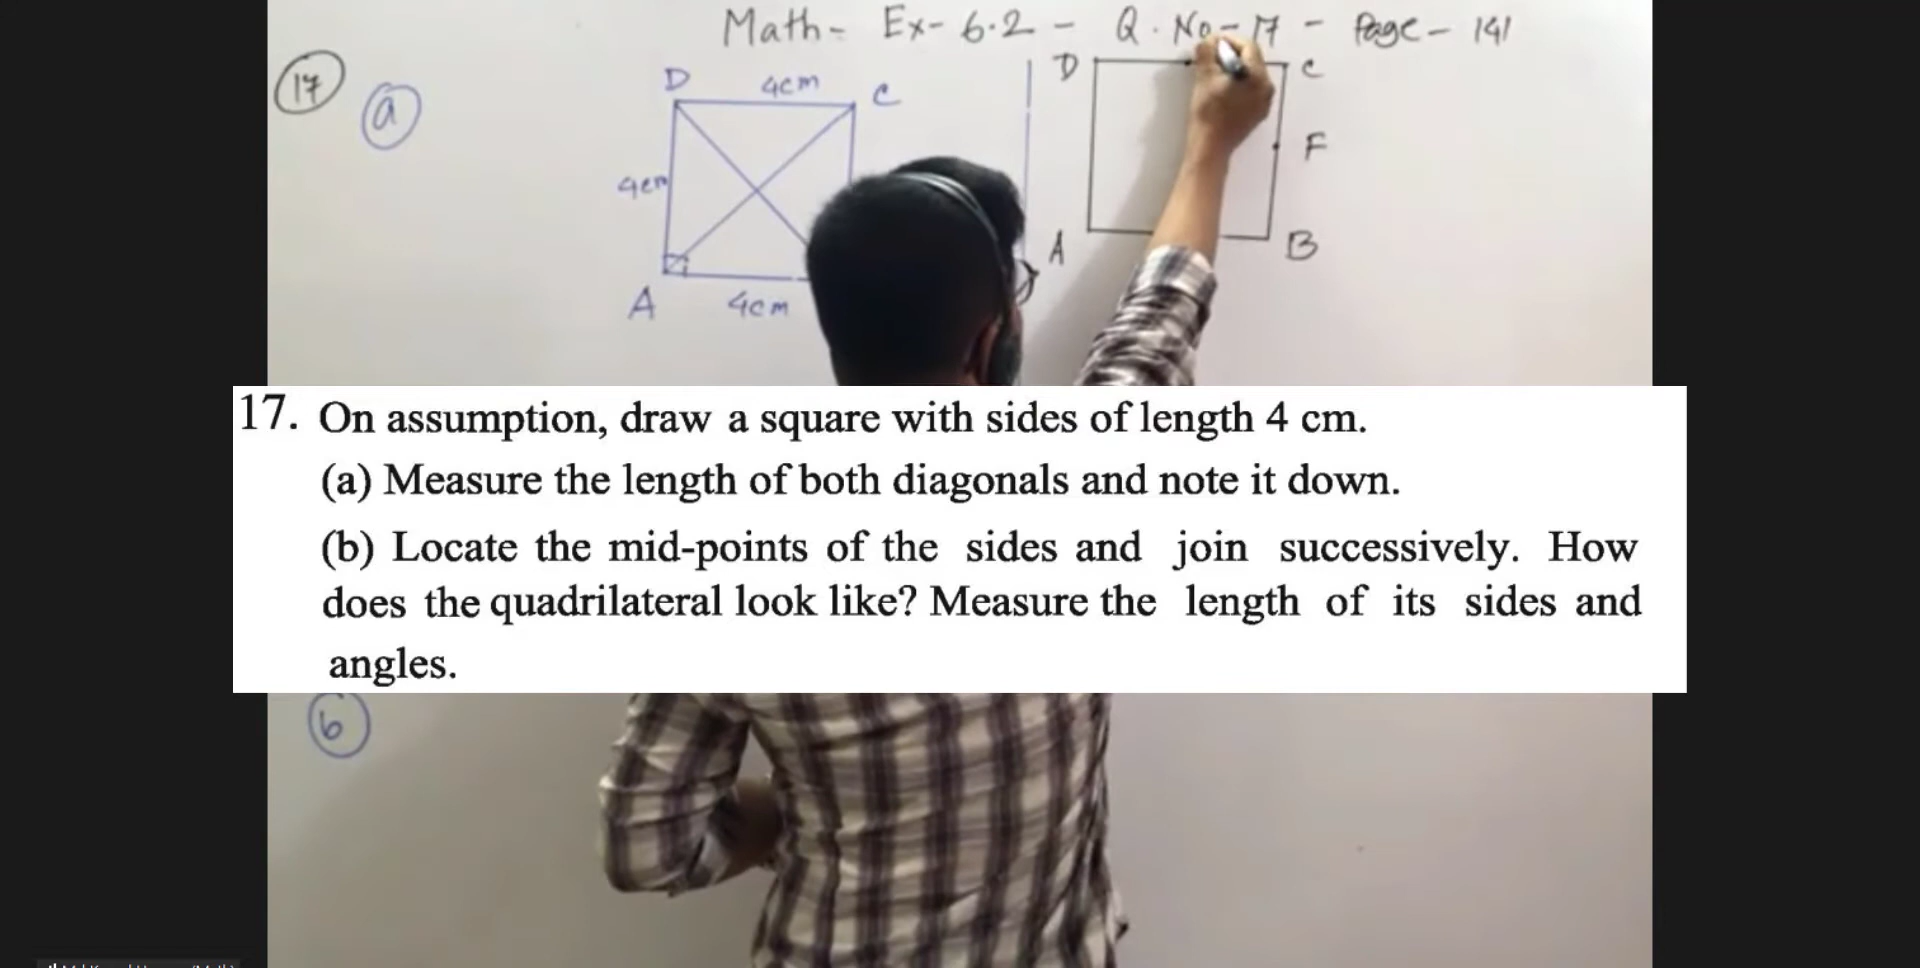 Math - Ex- 6.2 - Q. No - 17 - Page - 141
17
a
D 4cm C
4cm
A 4cm
D C
F
A B
17. On assumption, draw a square with sides of length 4 cm.
(a) Measure the length of both diagonals and note it down.
(b) Locate the mid-points of the sides and join successively. How
does the quadrilateral look like? Measure the length of its sides and
angles.
b